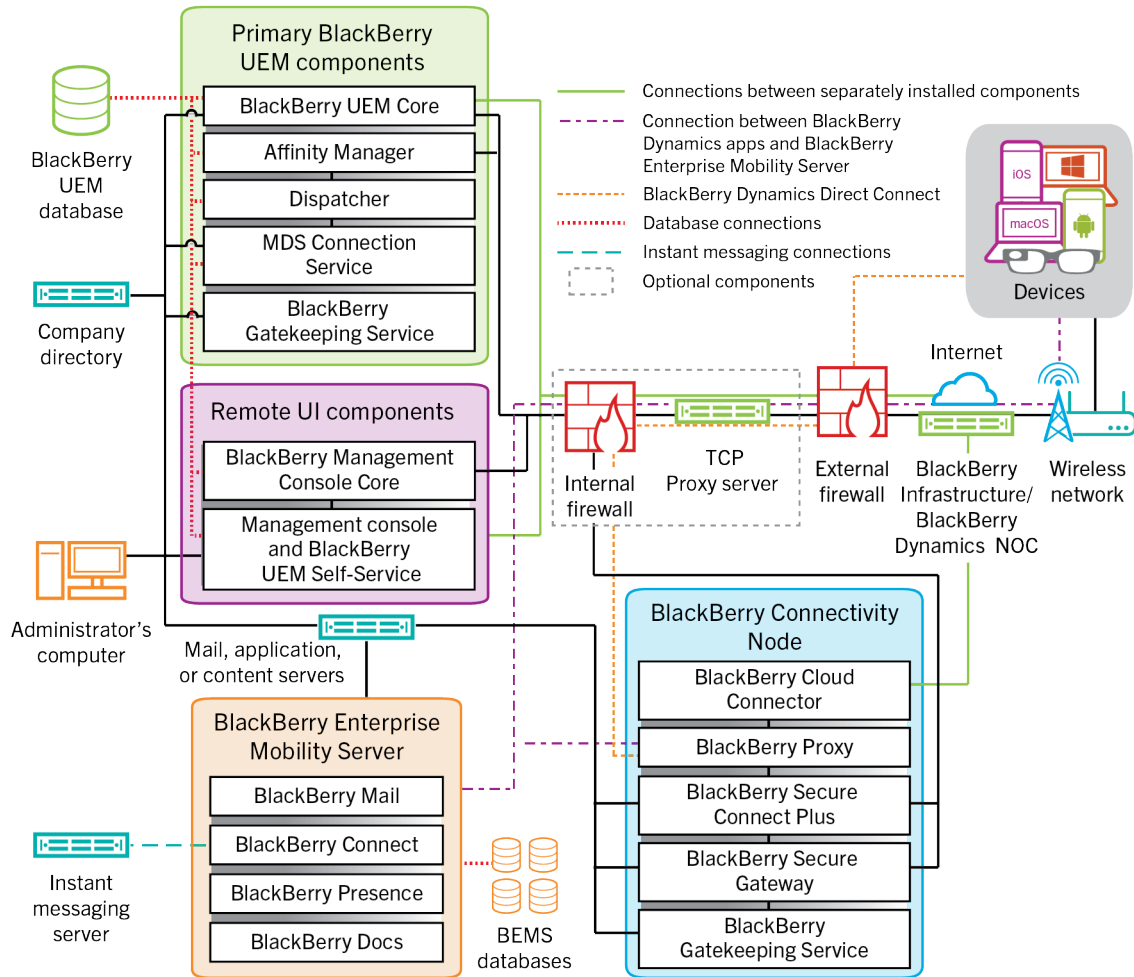 Primary BlackBerry
UEM components
BlackBerry UEM Core
Affinity Manager
Dispatcher
MDS Connection
Service
BlackBerry
Gatekeeping Service
BlackBerry
UEM
database
Company
directory
Connections between separately installed components
Connection between BlackBerry
Dynamics apps and BlackBerry
Enterprise Mobility Server
BlackBerry Dynamics Direct Connect
Database connections
Instant messaging connections
Optional components
iOS
macOS
Devices
Remote UI components
BlackBerry Management
Console Core
Management console
and BlackBerry
UEM Self-Service
Administrator's
computer
Internal
firewall
TCP
Proxy server
External
firewall
Internet
BlackBerry
Infrastructure/
BlackBerry
Dynamics NOC
Wireless
network
Mail, application,
or content servers
BlackBerry Enterprise
Mobility Server
BlackBerry Mail
BlackBerry Connect
BlackBerry Presence
BlackBerry Docs
Instant
messaging
server
BEMS
databases
BlackBerry Connectivity
Node
BlackBerry Cloud
Connector
BlackBerry Proxy
BlackBerry Secure
Connect Plus
BlackBerry Secure
Gateway
BlackBerry
Gatekeeping Service